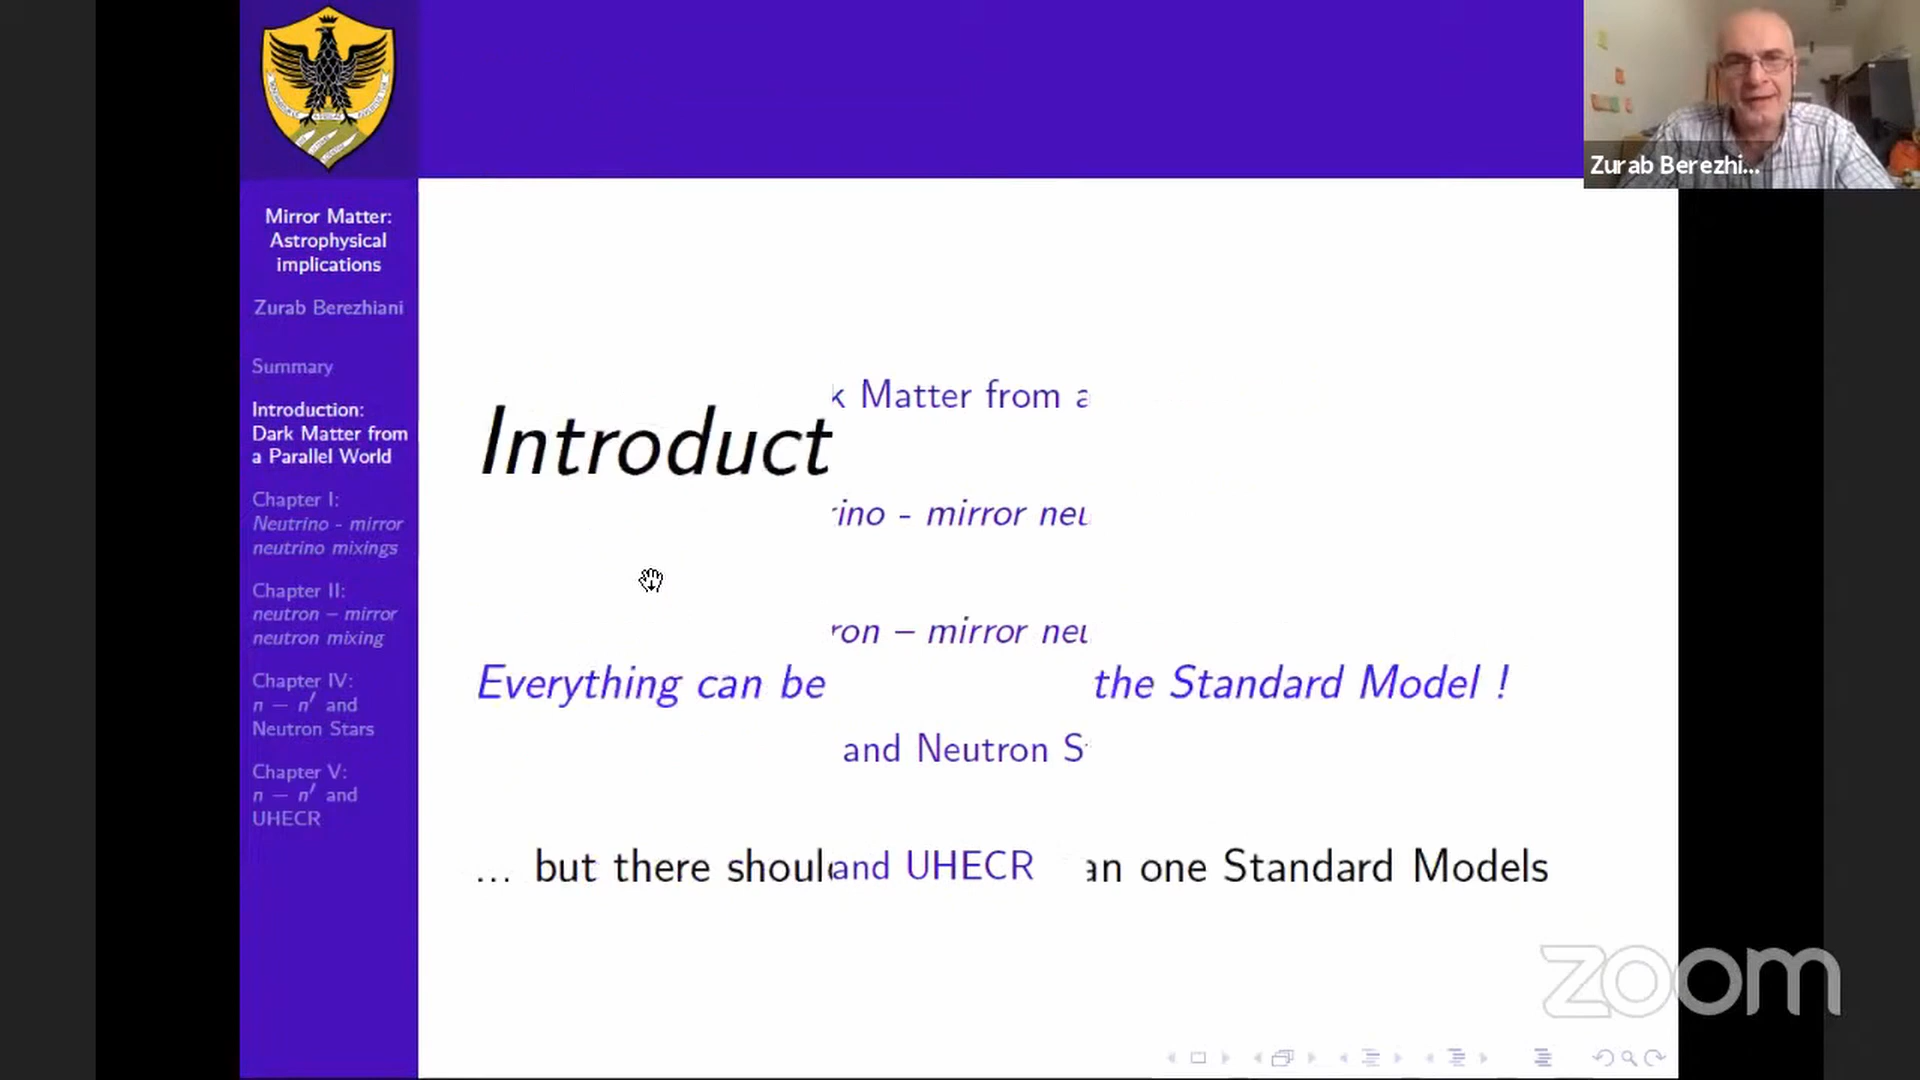 Zurab Berezhi...
Mirror Matter:
Astrophysical
implications
Zurab Berezhiani
Summary
Introduction:
Dark Matter from
a Parallel World
Chapter I:
Neutrino - mirror
neutrino mixings
Chapter II:
neutron – mirror
neutron mixing
Chapter IV:
n − n′ and
Neutron Stars
Chapter V:
n − n′ and
UHECR
k Matter from a
Introduct
rino - mirror neu
ron – mirror neu
Everything can be the Standard Model !
and Neutron S
... but there shoul and UHECR an one Standard Models
zoom